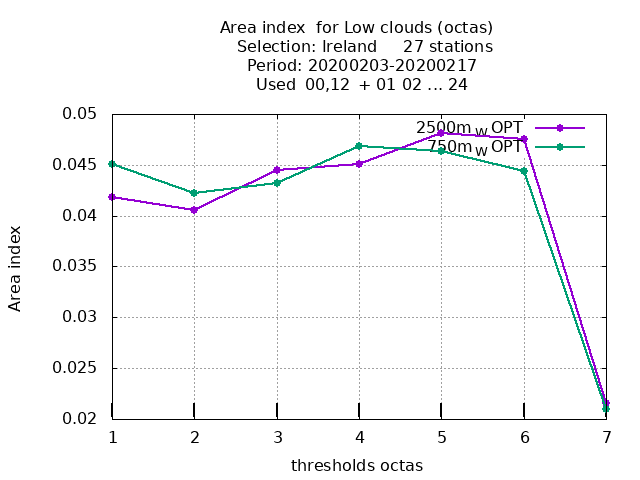 Area index  for Low clouds (octas)
Selection: Ireland     27 stations
Period: 20200203-20200217
Used  00,12  + 01 02 ... 24
0.05
2500m_W OPT
750m_W OPT
0.045
0.04
0.035
0.03
0.025
0.02
Area index
1 2 3 4 5 6 7
thresholds octas